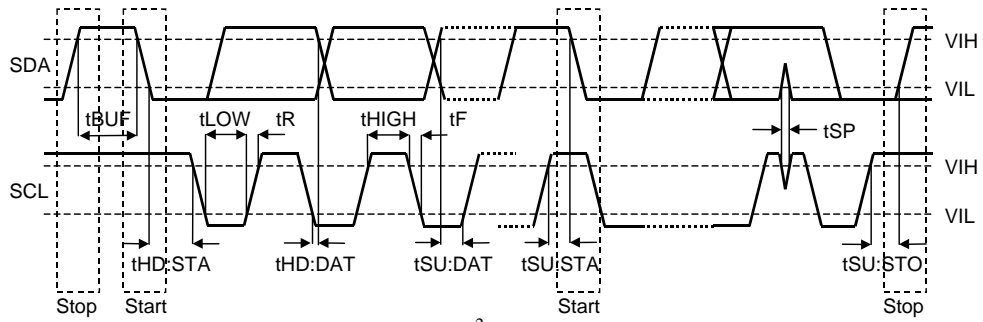 VIH
SDA
VIL
tBUF tLOW tR tHIGH tF tSP
VIH
SCL
VIL
tHD:STA tHD:DAT tSU:DAT tSU:STA tSU:STO
Stop Start Start Stop
2